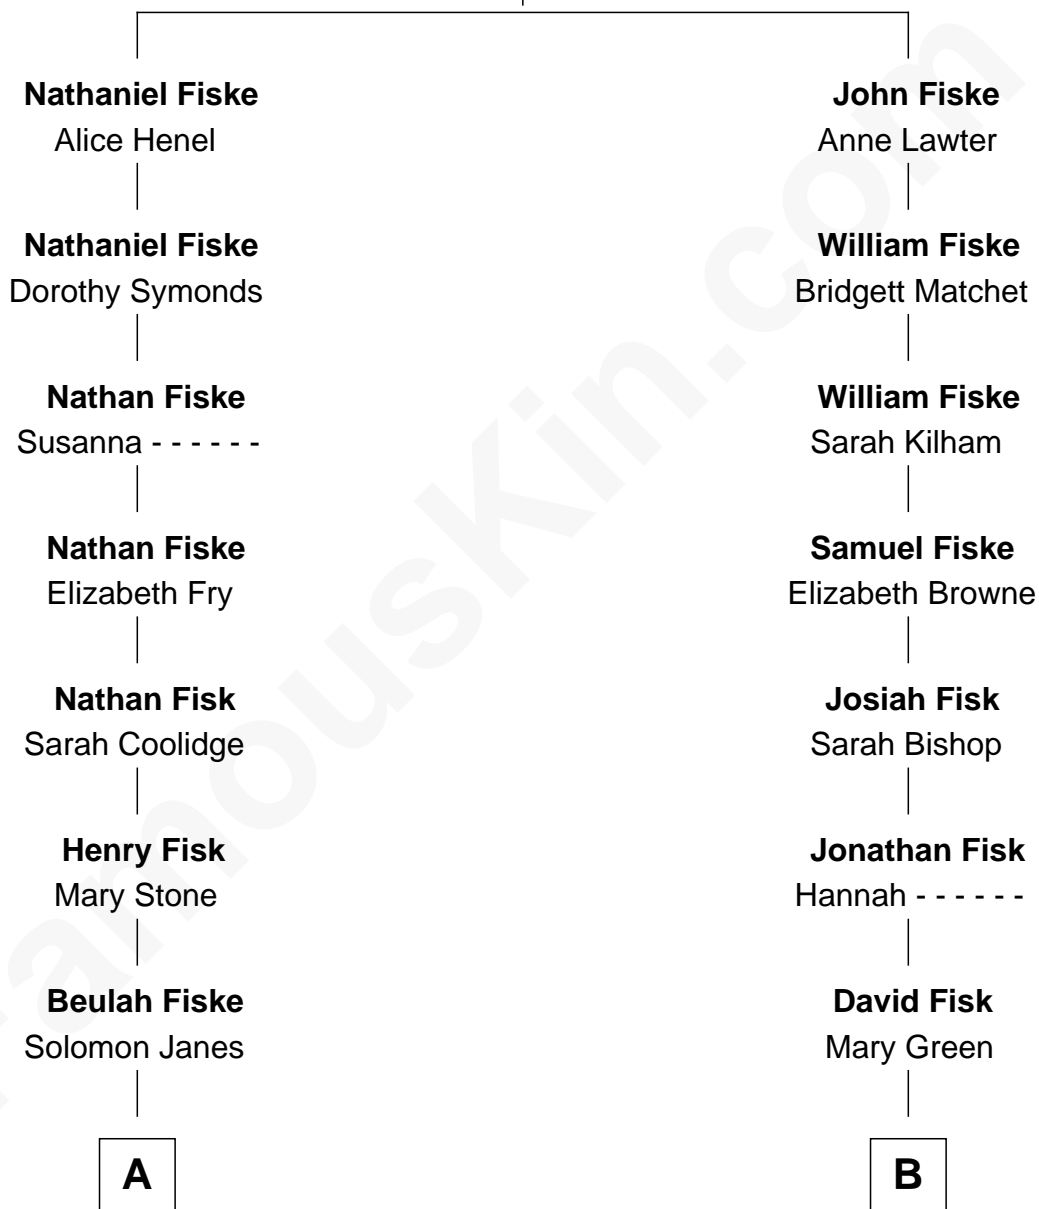 Nathaniel Fiske
Alice Henel
Nathaniel Fiske
Dorothy Symonds
Nathan Fiske
Susanna - - - - - -
Nathan Fiske
Elizabeth Fry
Nathan Fisk
Sarah Coolidge
Henry Fisk
Mary Stone
Beulah Fiske
Solomon Janes
A
John Fiske
Anne Lawter
William Fiske
Bridgett Matchet
William Fiske
Sarah Kilham
Samuel Fiske
Elizabeth Browne
Josiah Fisk
Sarah Bishop
Jonathan Fisk
Hannah - - - - - -
David Fisk
Mary Green
B
FamousKin.com